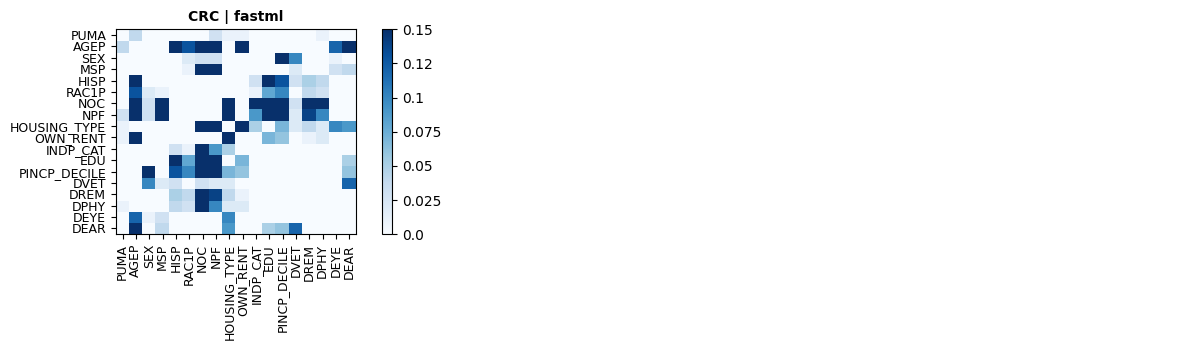 CRC | fastml
PUMA
AGEP
SEX
MSP
HISP
RAC1P
NOC
NPF
HOUSING_TYPE
OWN_RENT
INDP_CAT
EDU
PINCP_DECILE
DVET
DREM
DPHY
DEYE
DEAR
PUMA
AGEP
SEX
MSP
HISP
RAC1P
NOC
NPF
HOUSING_TYPE
OWN_RENT
INDP_CAT
EDU
PINCP_DECILE
DVET
DREM
DPHY
DEYE
DEAR
0.15
0.125
0.1
0.075
0.05
0.025
0.0